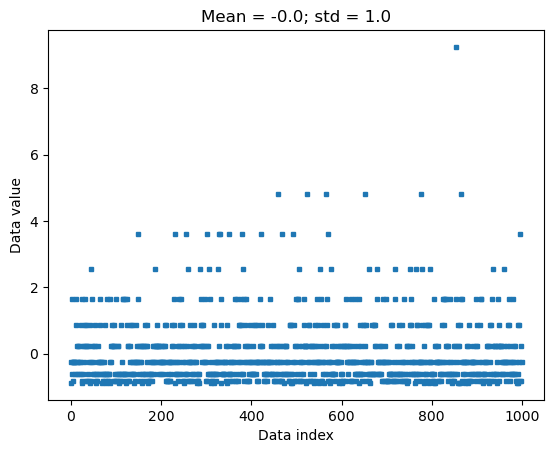 Mean = -0.0; std = 1.0
Data value
8
6
4
2
0
0 200 400 600 800 1000
Data index